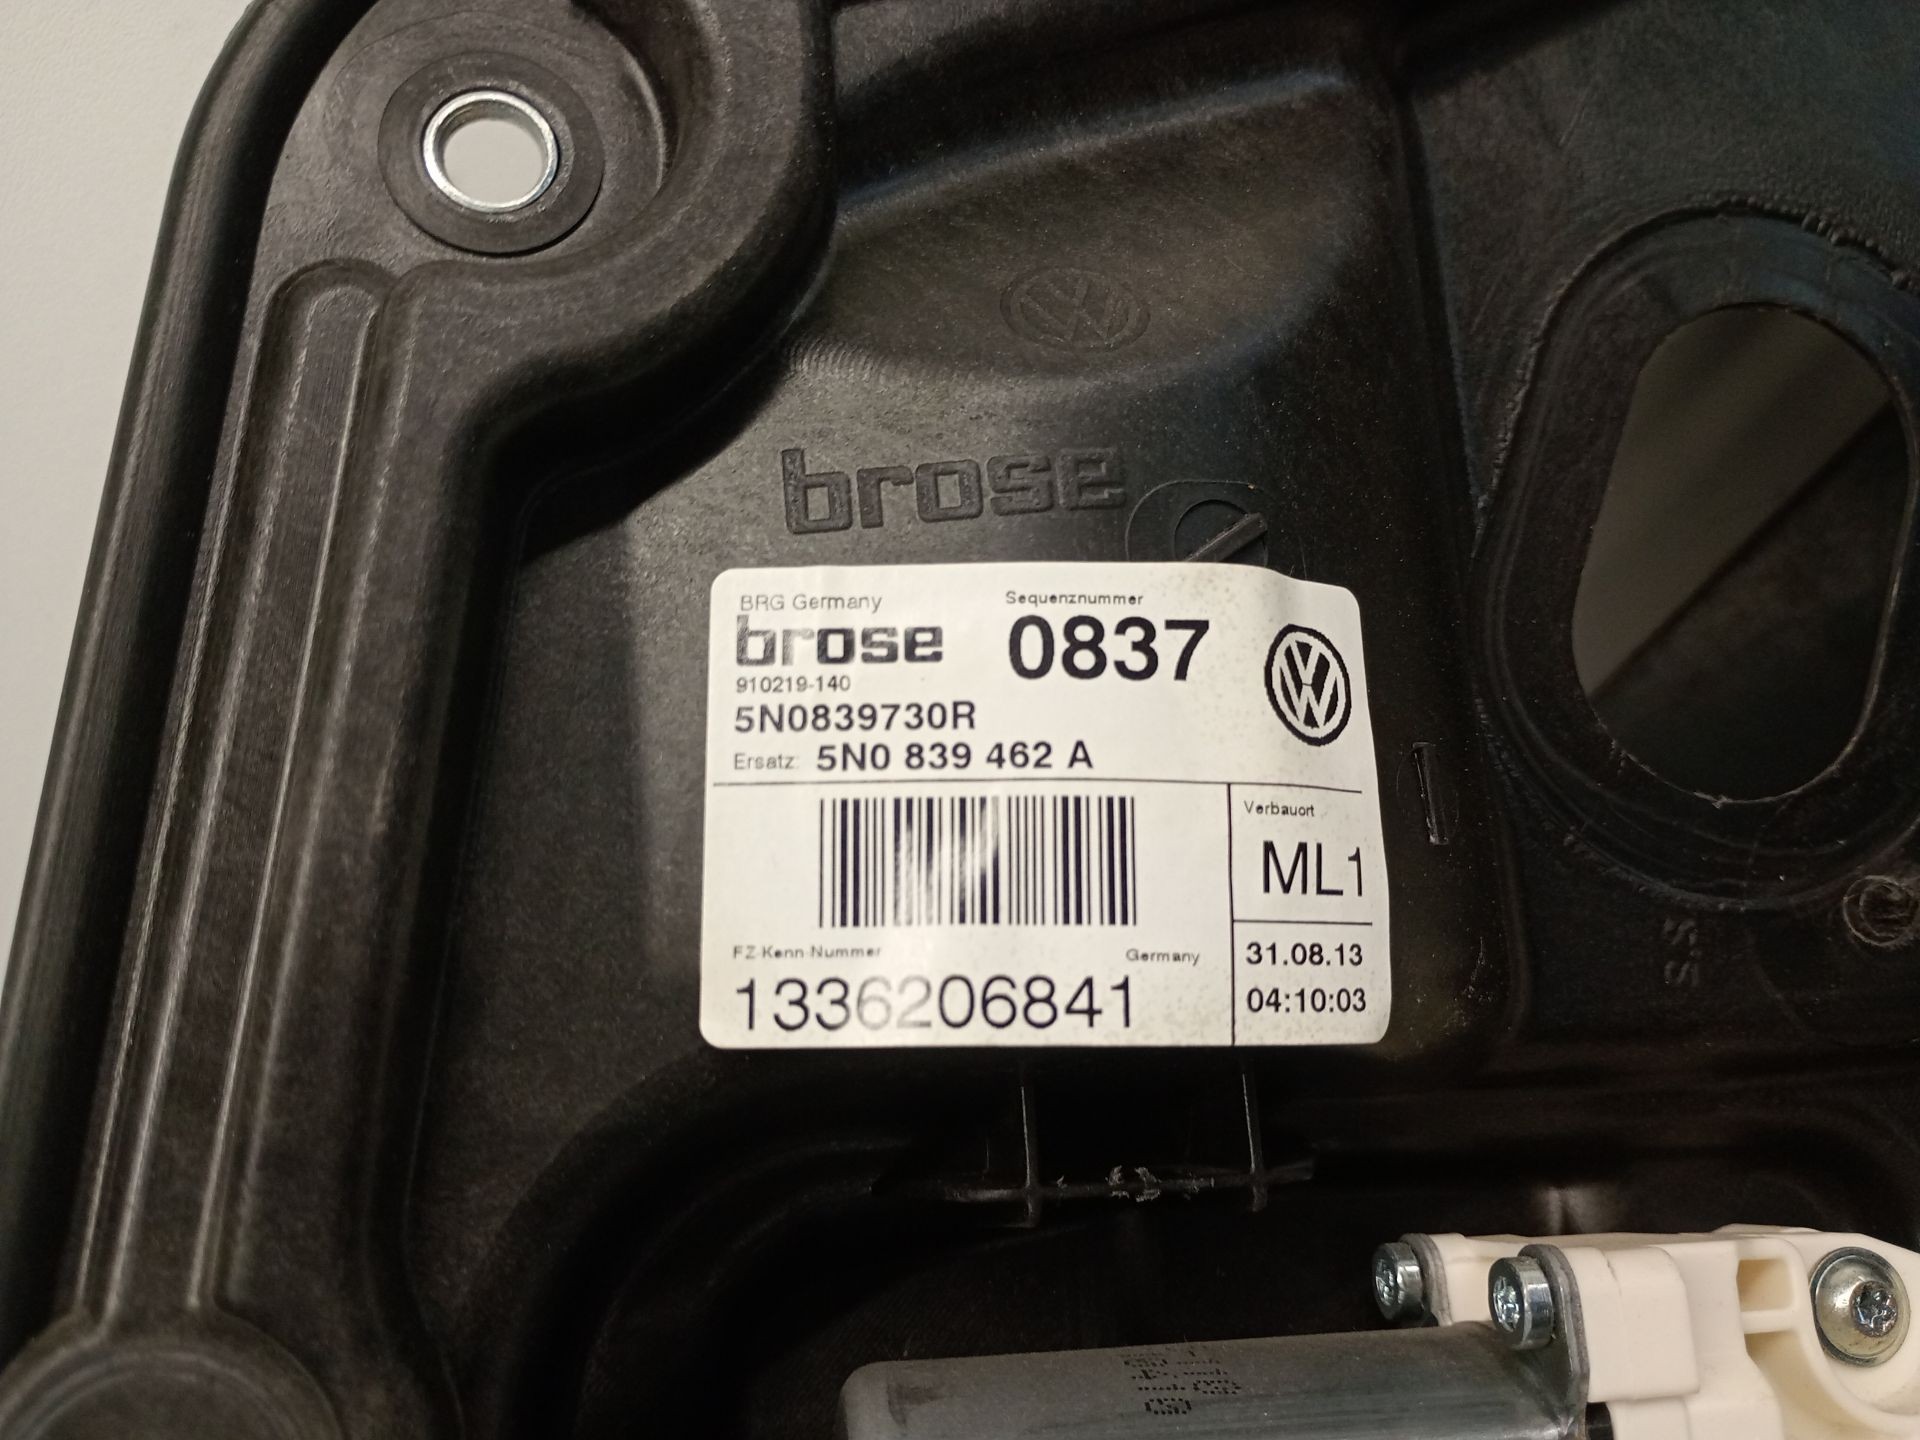 brose
BRG Germany
brose
910219-140
Sequenznummer
0837
5N0839730R
Ersatz: 5N0 839 462 A
Verbauort
ML1
FZ-Kenn-Nummer
Germany
1336206841
31.08.13
04:10:03